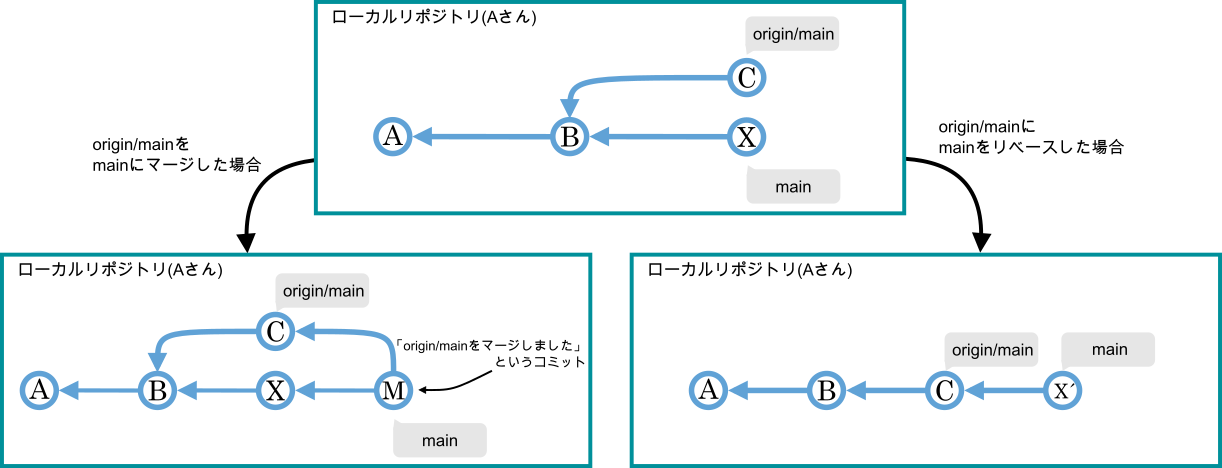 ローカルリポジトリ(Aさん)
origin/main
C
A
B
X
main
origin/mainを
mainにマージした場合
origin/mainに
mainをリベースした場合
ローカルリポジトリ(Aさん)
origin/main
C
「origin/mainをマージしました」
というコミット
A
B
X
M
main
ローカルリポジトリ(Aさん)
origin/main
main
A
B
C
X´